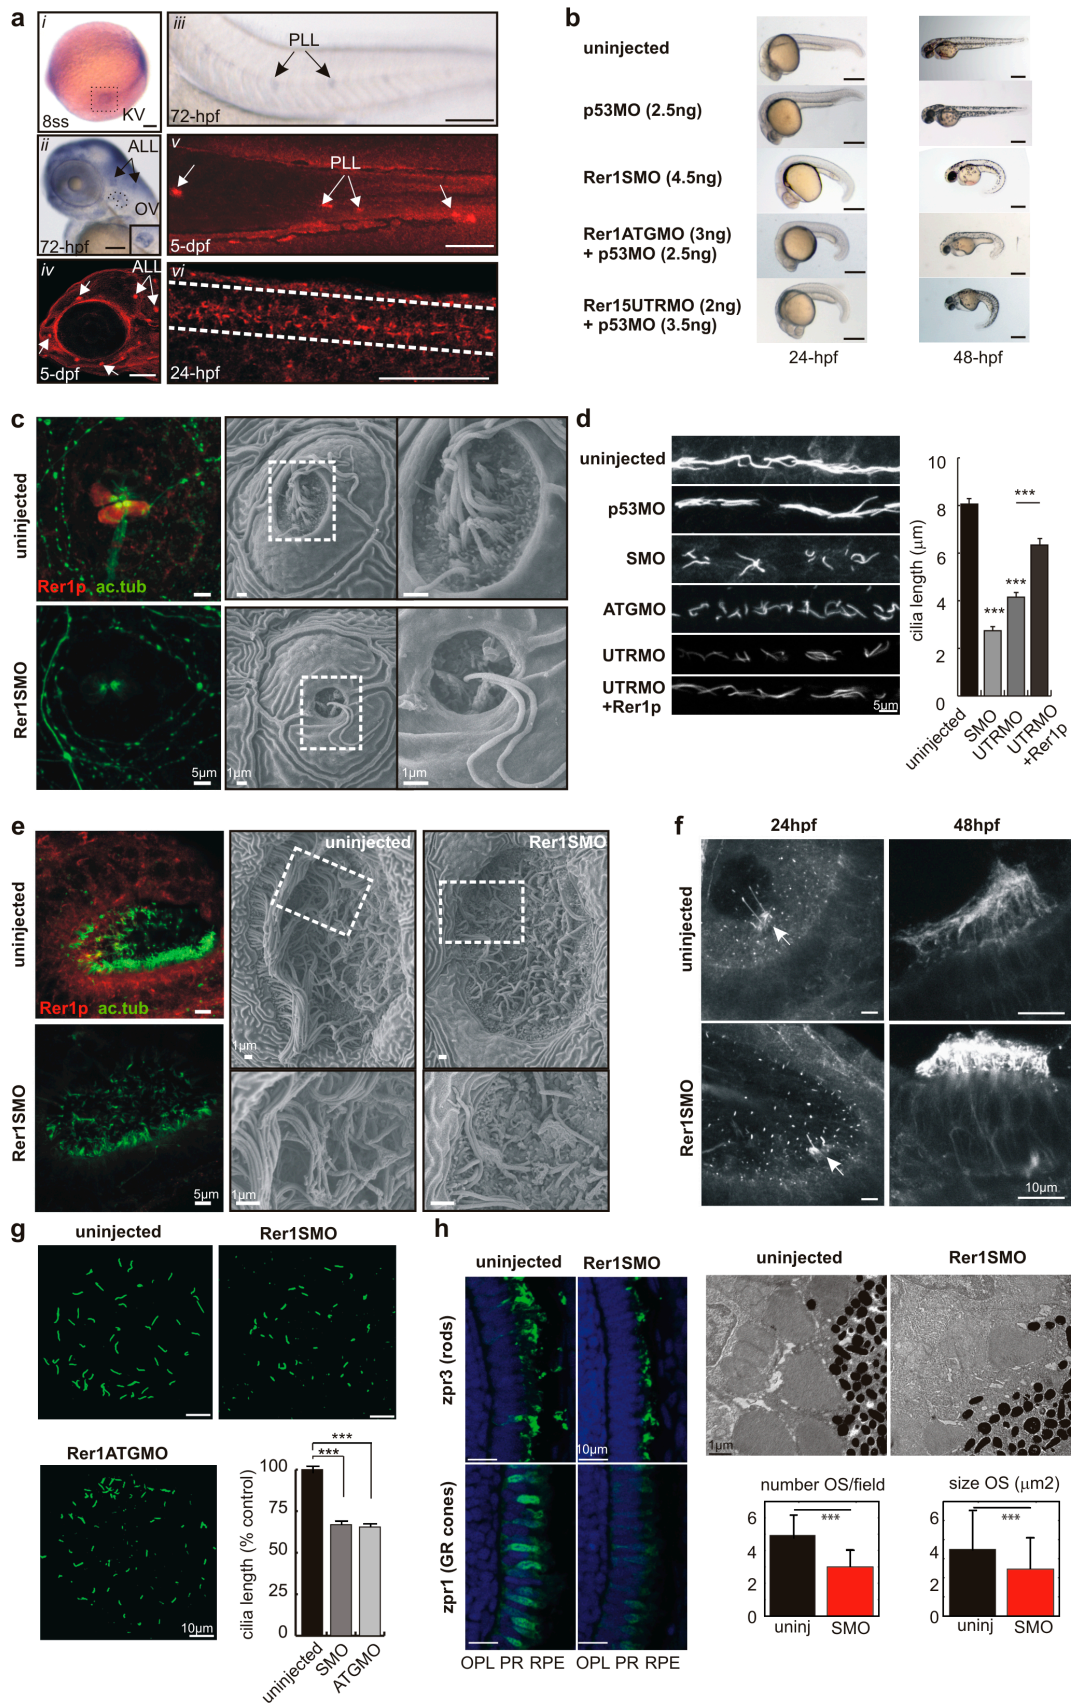 a
i
8ss
KV
iii
PLL
72-hpf
ii
ALL
OV
72-hpf
v
PLL
5-dpf
iv
ALL
5-dpf
vi
24-hpf
b
uninjected
p53MO (2.5ng)
Rer1SMO (4.5ng)
Rer1ATGMO (3ng)
+ p53MO (2.5ng)
Rer15UTRMO (2ng)
+ p53MO (3.5ng)
24-hpf
48-hpf
c
uninjected
Rer1p ac.tub
Rer1SMO
5µm
1µm
1µm
d
uninjected
p53MO
SMO
ATGMO
UTRMO
UTRMO
+Rer1p
5µm
cilia length (µm)
10
8
6
4
2
0
***
***
***
uninjected
SMO
UTRMO
UTRMO
+Rer1p
e
uninjected
Rer1p ac.tub
Rer1SMO
5µm
uninjected
1µm
1µm
Rer1SMO
f
24hpf
48hpf
uninjected
Rer1SMO
10µm
g
uninjected
Rer1SMO
Rer1ATGMO
10µm
cilia length (% control)
100
75
50
25
0
***
***
uninjected
SMO
ATGMO
h
uninjected
Rer1SMO
zpr3 (rods)
10µm
zpr1 (GR cones)
OPL PR RPE
OPL PR RPE
uninjected
Rer1SMO
1µm
number OS/field
6
4
2
0
***
uninj
SMO
size OS (µm2)
6
4
2
0
***
uninj
SMO